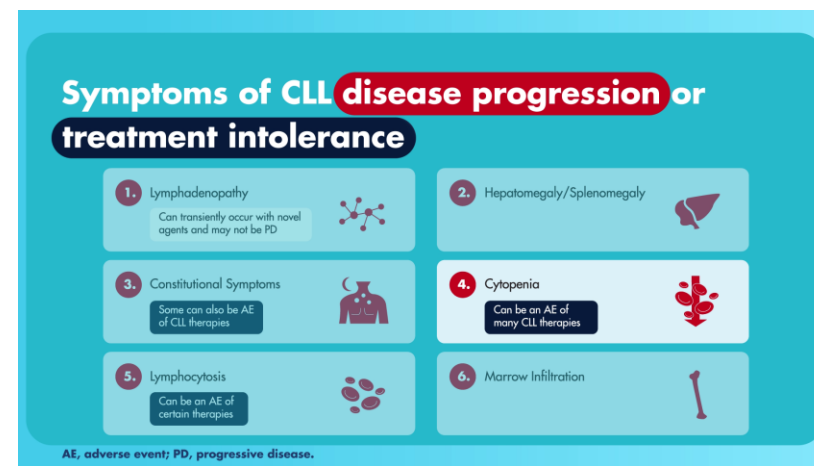 Symptoms of CLL disease progression or
treatment intolerance
1. Lymphadenopathy
Can transiently occur with novel
agents and may not be PD
2. Hepatomegaly/Splenomegaly
3. Constitutional Symptoms
Some can also be AE
of CLL therapies
4. Cytopenia
Can be an AE of
many CLL therapies
5. Lymphocytosis
Can be an AE of
certain therapies
6. Marrow Infiltration
AE, adverse event; PD, progressive disease.